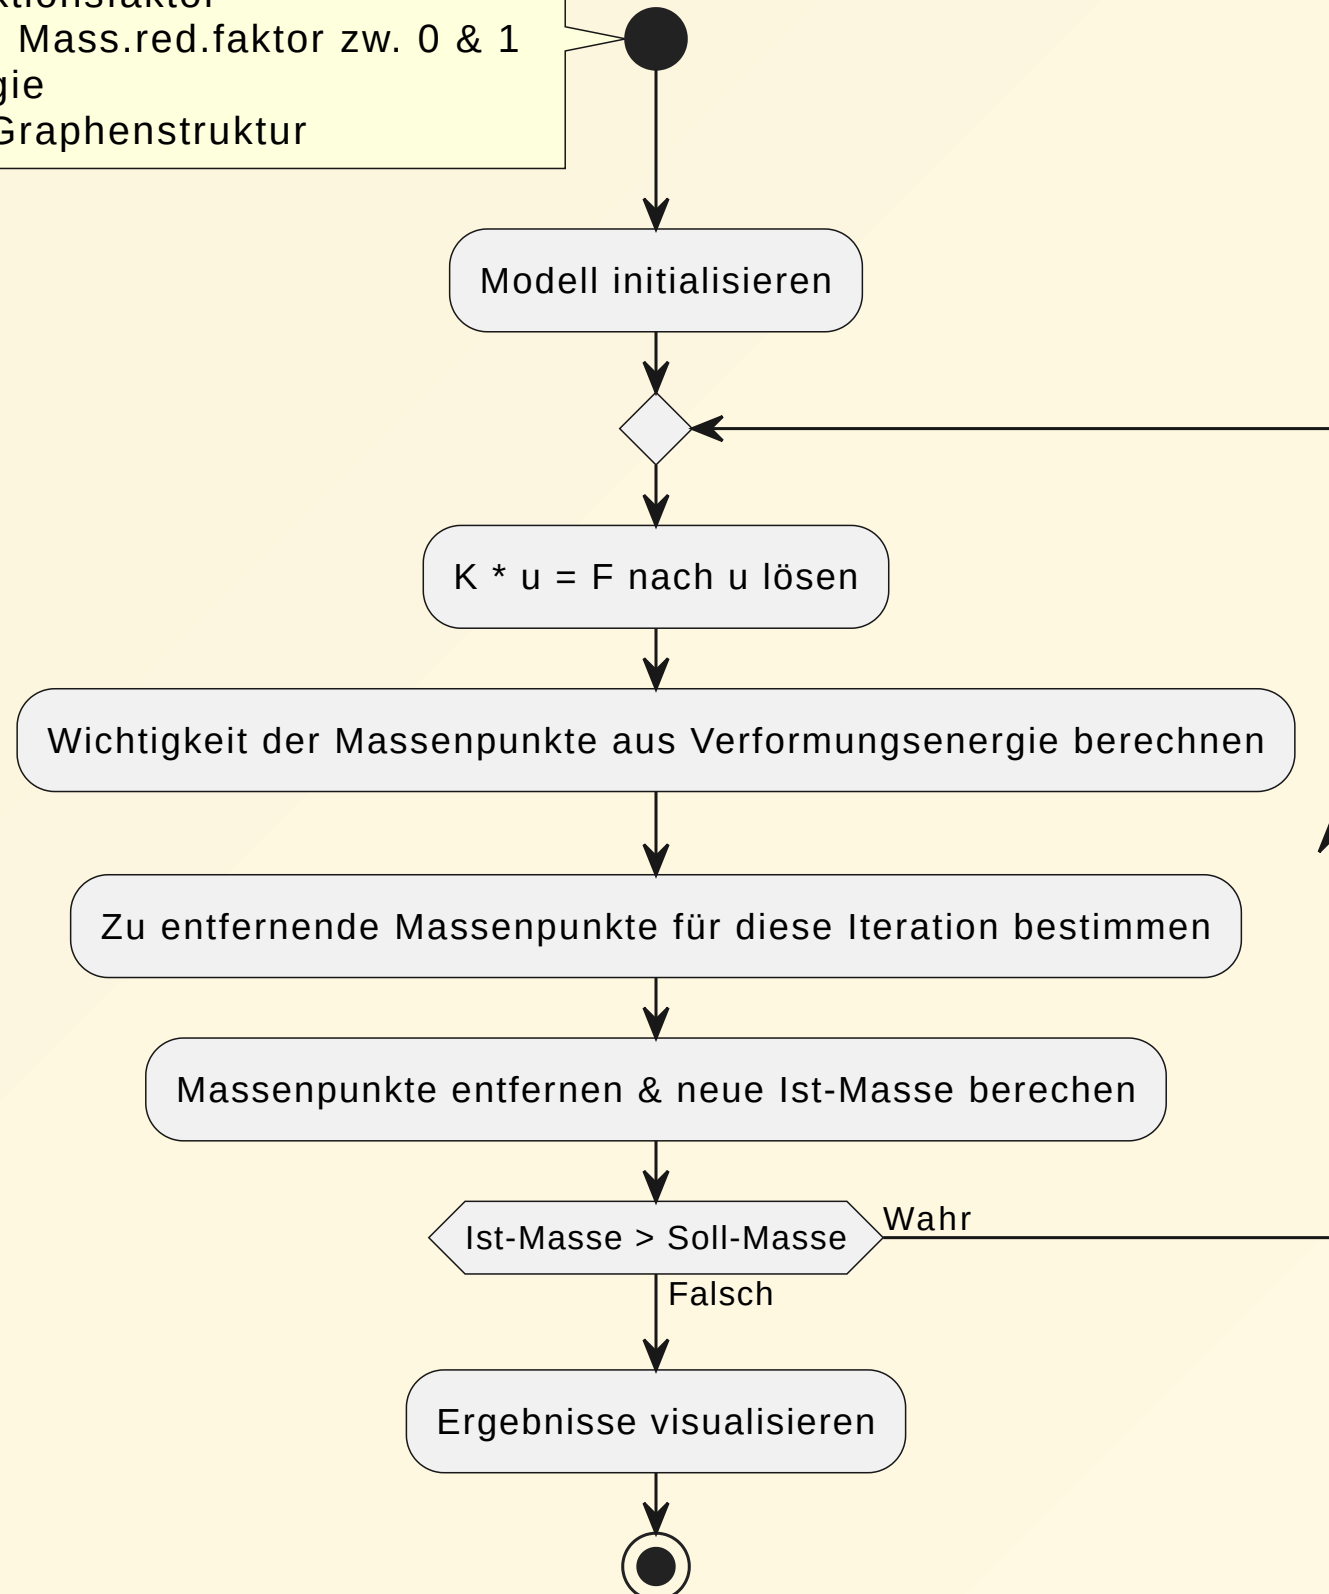 Mass.red.faktor zw. 0 & 1
Graphenstruktur
Modell initialisieren
K * u = F nach u lösen
Wichtigkeit der Massenpunkte aus Verformungsenergie berechnen
Zu entfernende Massenpunkte für diese Iteration bestimmen
Massenpunkte entfernen & neue Ist-Masse berechen
Ist-Masse > Soll-Masse
Wahr
Falsch
Ergebnisse visualisieren